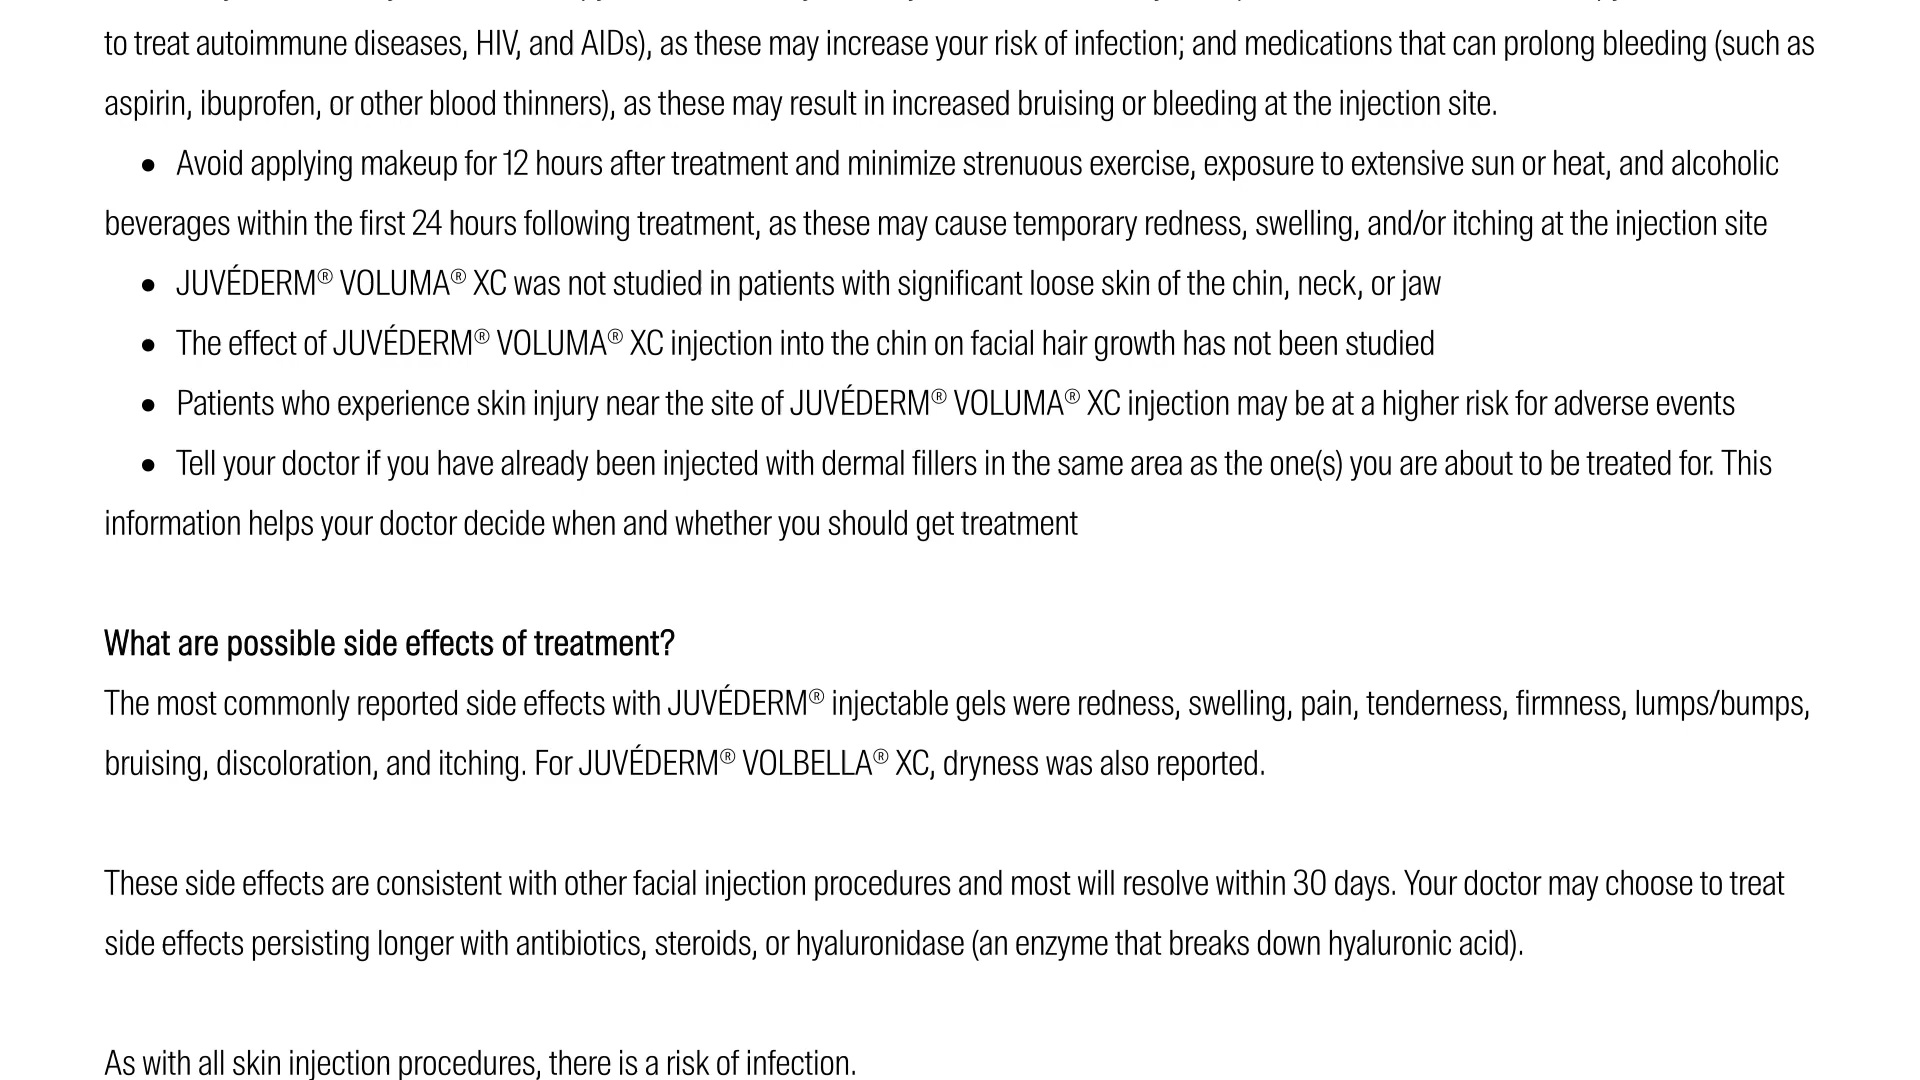 to treat autoimmune diseases, HIV, and AIDs), as these may increase your risk of infection; and medications that can prolong bleeding (such as
aspirin, ibuprofen, or other blood thinners), as these may result in increased bruising or bleeding at the injection site.
• Avoid applying makeup for 12 hours after treatment and minimize strenuous exercise, exposure to extensive sun or heat, and alcoholic
beverages within the first 24 hours following treatment, as these may cause temporary redness, swelling, and/or itching at the injection site
• JUVÉDERM® VOLUMA® XC was not studied in patients with significant loose skin of the chin, neck, or jaw
• The effect of JUVÉDERM® VOLUMA® XC injection into the chin on facial hair growth has not been studied
• Patients who experience skin injury near the site of JUVÉDERM® VOLUMA® XC injection may be at a higher risk for adverse events
• Tell your doctor if you have already been injected with dermal fillers in the same area as the one(s) you are about to be treated for. This
information helps your doctor decide when and whether you should get treatment
What are possible side effects of treatment?
The most commonly reported side effects with JUVÉDERM® injectable gels were redness, swelling, pain, tenderness, firmness, lumps/bumps,
bruising, discoloration, and itching. For JUVÉDERM® VOLBELLA® XC, dryness was also reported.
These side effects are consistent with other facial injection procedures and most will resolve within 30 days. Your doctor may choose to treat
side effects persisting longer with antibiotics, steroids, or hyaluronidase (an enzyme that breaks down hyaluronic acid).
As with all skin injection procedures, there is a risk of infection.